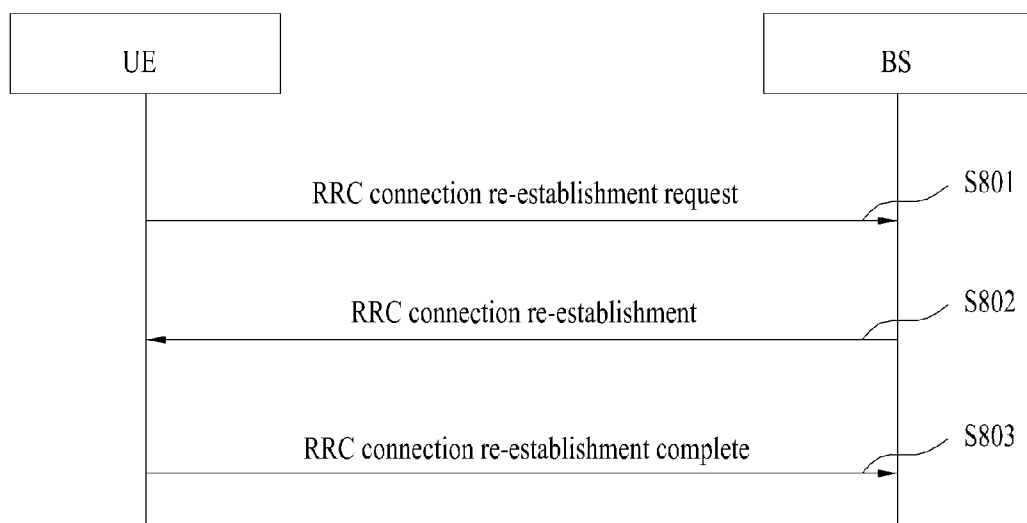 UE
BS
RRC connection re-establishment request
S801
RRC connection re-establishment
S802
RRC connection re-establishment complete
S803